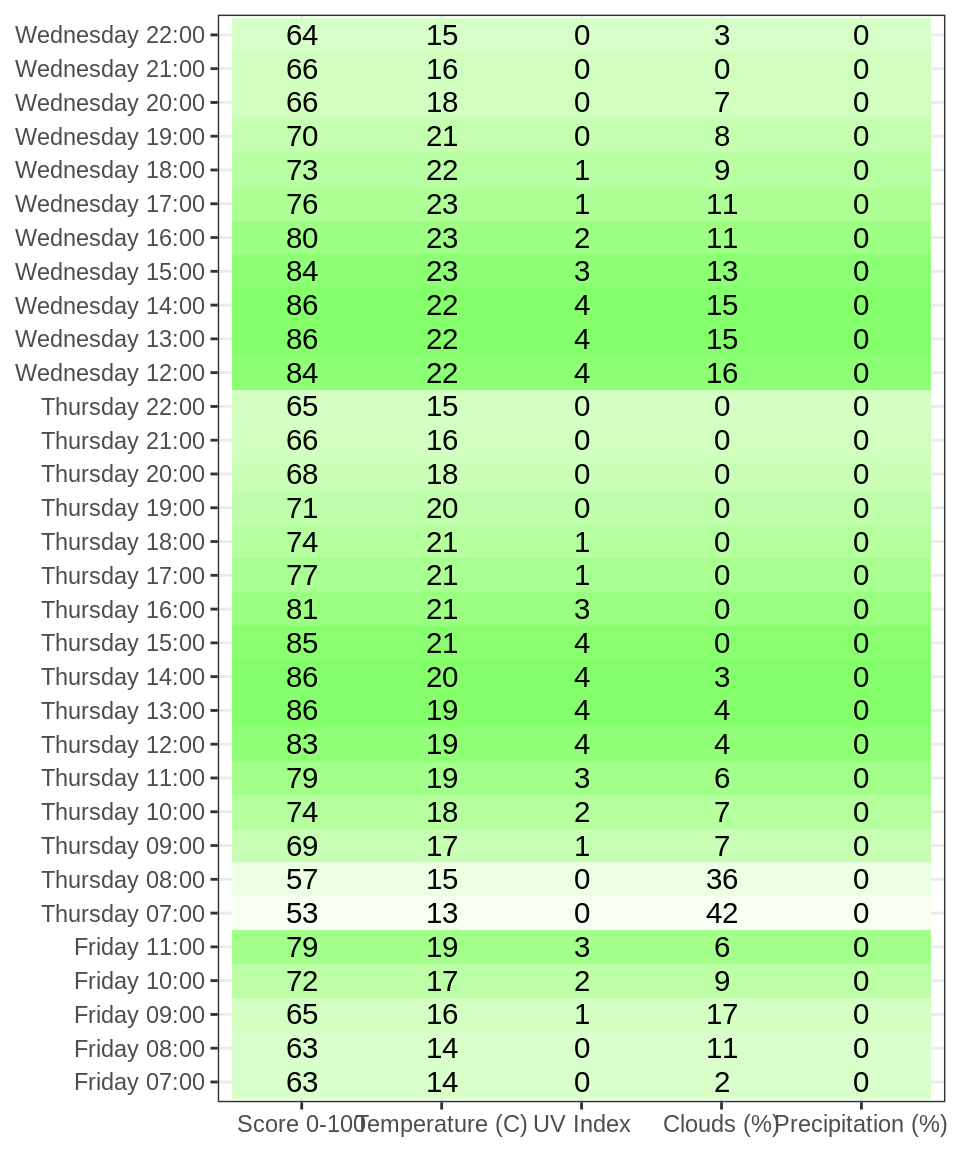 Wednesday 22:00 64 15 0 3 0
Wednesday 21:00 66 16 0 0 0
Wednesday 20:00 66 18 0 7 0
Wednesday 19:00 70 21 0 8 0
Wednesday 18:00 73 22 1 9 0
Wednesday 17:00 76 23 1 11 0
Wednesday 16:00 80 23 2 11 0
Wednesday 15:00 84 23 3 13 0
Wednesday 14:00 86 22 4 15 0
Wednesday 13:00 86 22 4 15 0
Wednesday 12:00 84 22 4 16 0
Thursday 22:00 65 15 0 0 0
Thursday 21:00 66 16 0 0 0
Thursday 20:00 68 18 0 0 0
Thursday 19:00 71 20 0 0 0
Thursday 18:00 74 21 1 0 0
Thursday 17:00 77 21 1 0 0
Thursday 16:00 81 21 3 0 0
Thursday 15:00 85 21 4 0 0
Thursday 14:00 86 20 4 3 0
Thursday 13:00 86 19 4 4 0
Thursday 12:00 83 19 4 4 0
Thursday 11:00 79 19 3 6 0
Thursday 10:00 74 18 2 7 0
Thursday 09:00 69 17 1 7 0
Thursday 08:00 57 15 0 36 0
Thursday 07:00 53 13 0 42 0
Friday 11:00 79 19 3 6 0
Friday 10:00 72 17 2 9 0
Friday 09:00 65 16 1 17 0
Friday 08:00 63 14 0 11 0
Friday 07:00 63 14 0 2 0
Score 0-100 Temperature (C) UV Index Clouds (%) Precipitation (%)